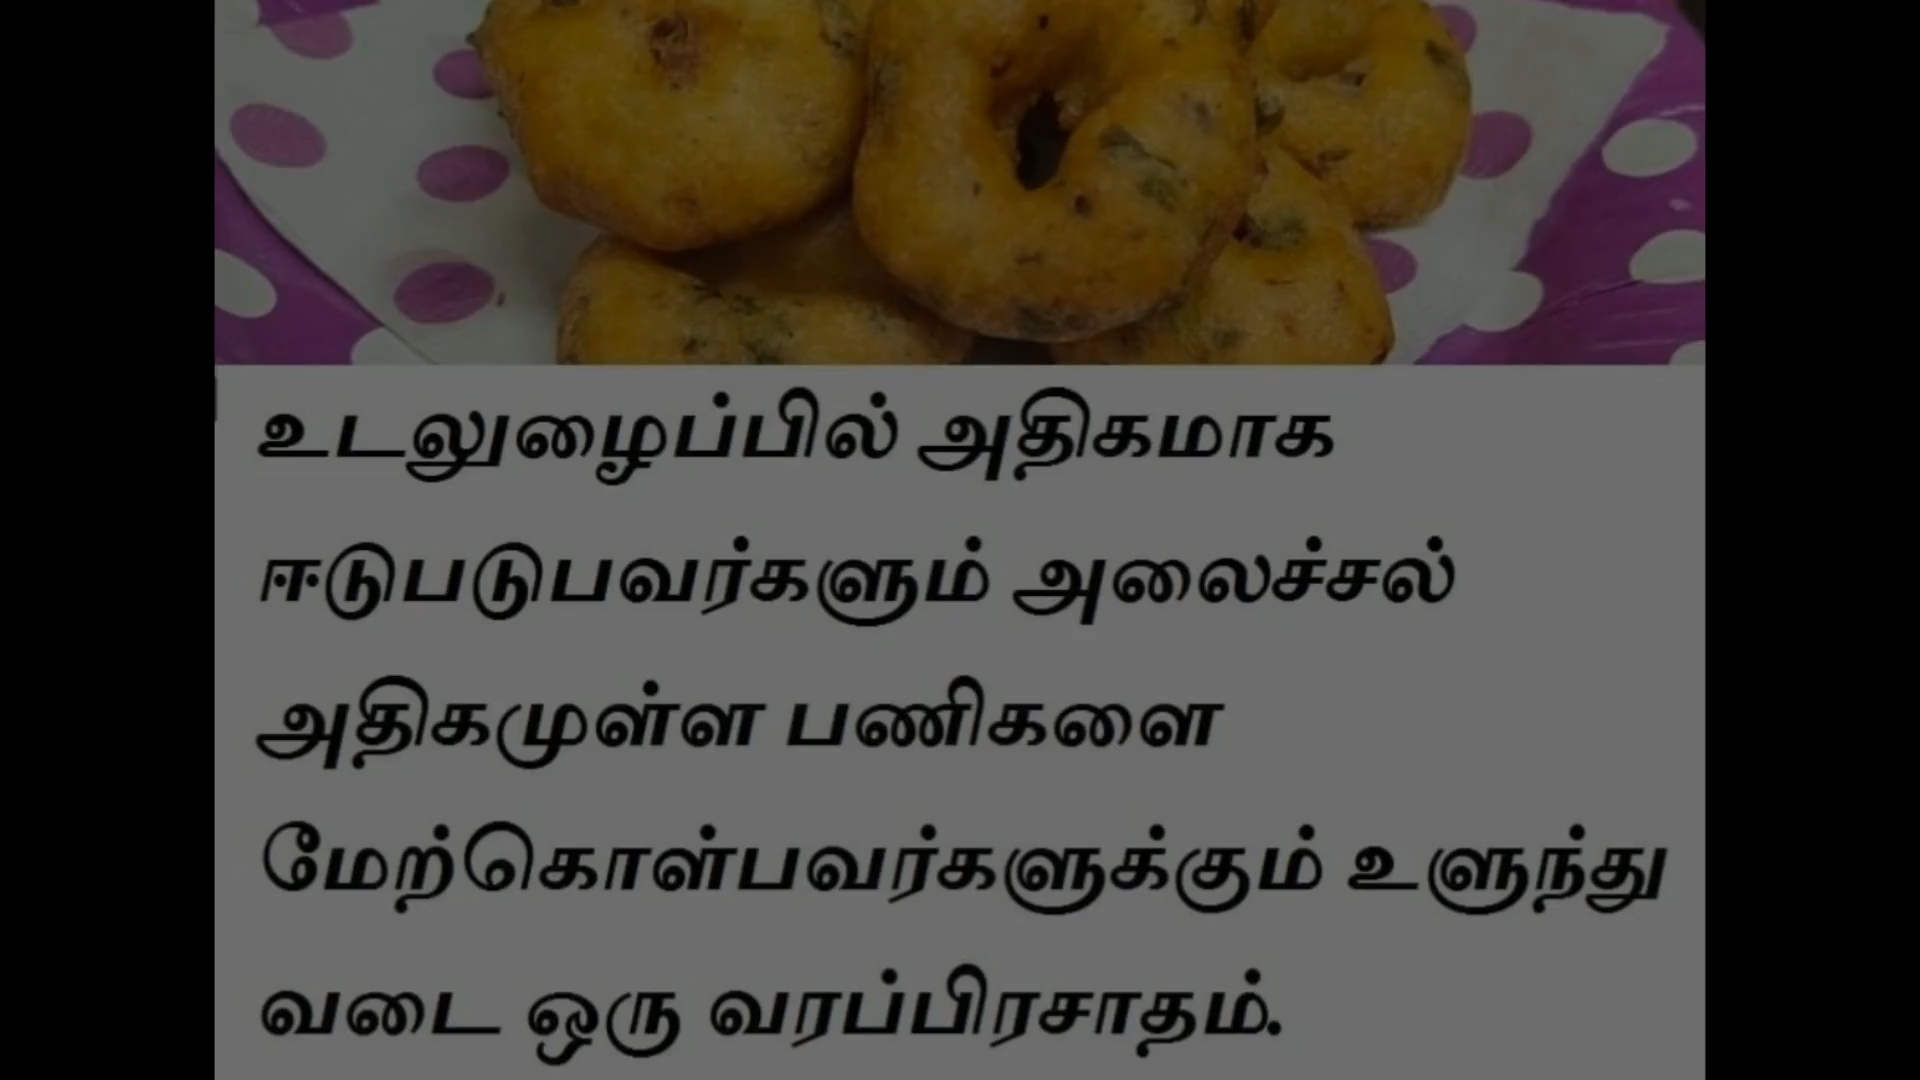 உடலுழைப்பில் அதிகமாக
ஈடுபடுபவர்களும் அலைச்சல்
அதிகமுள்ள பணிகளை
மேற்கொள்பவர்களுக்கும் உளுந்து
வடை ஒரு வரப்பிரசாதம்.